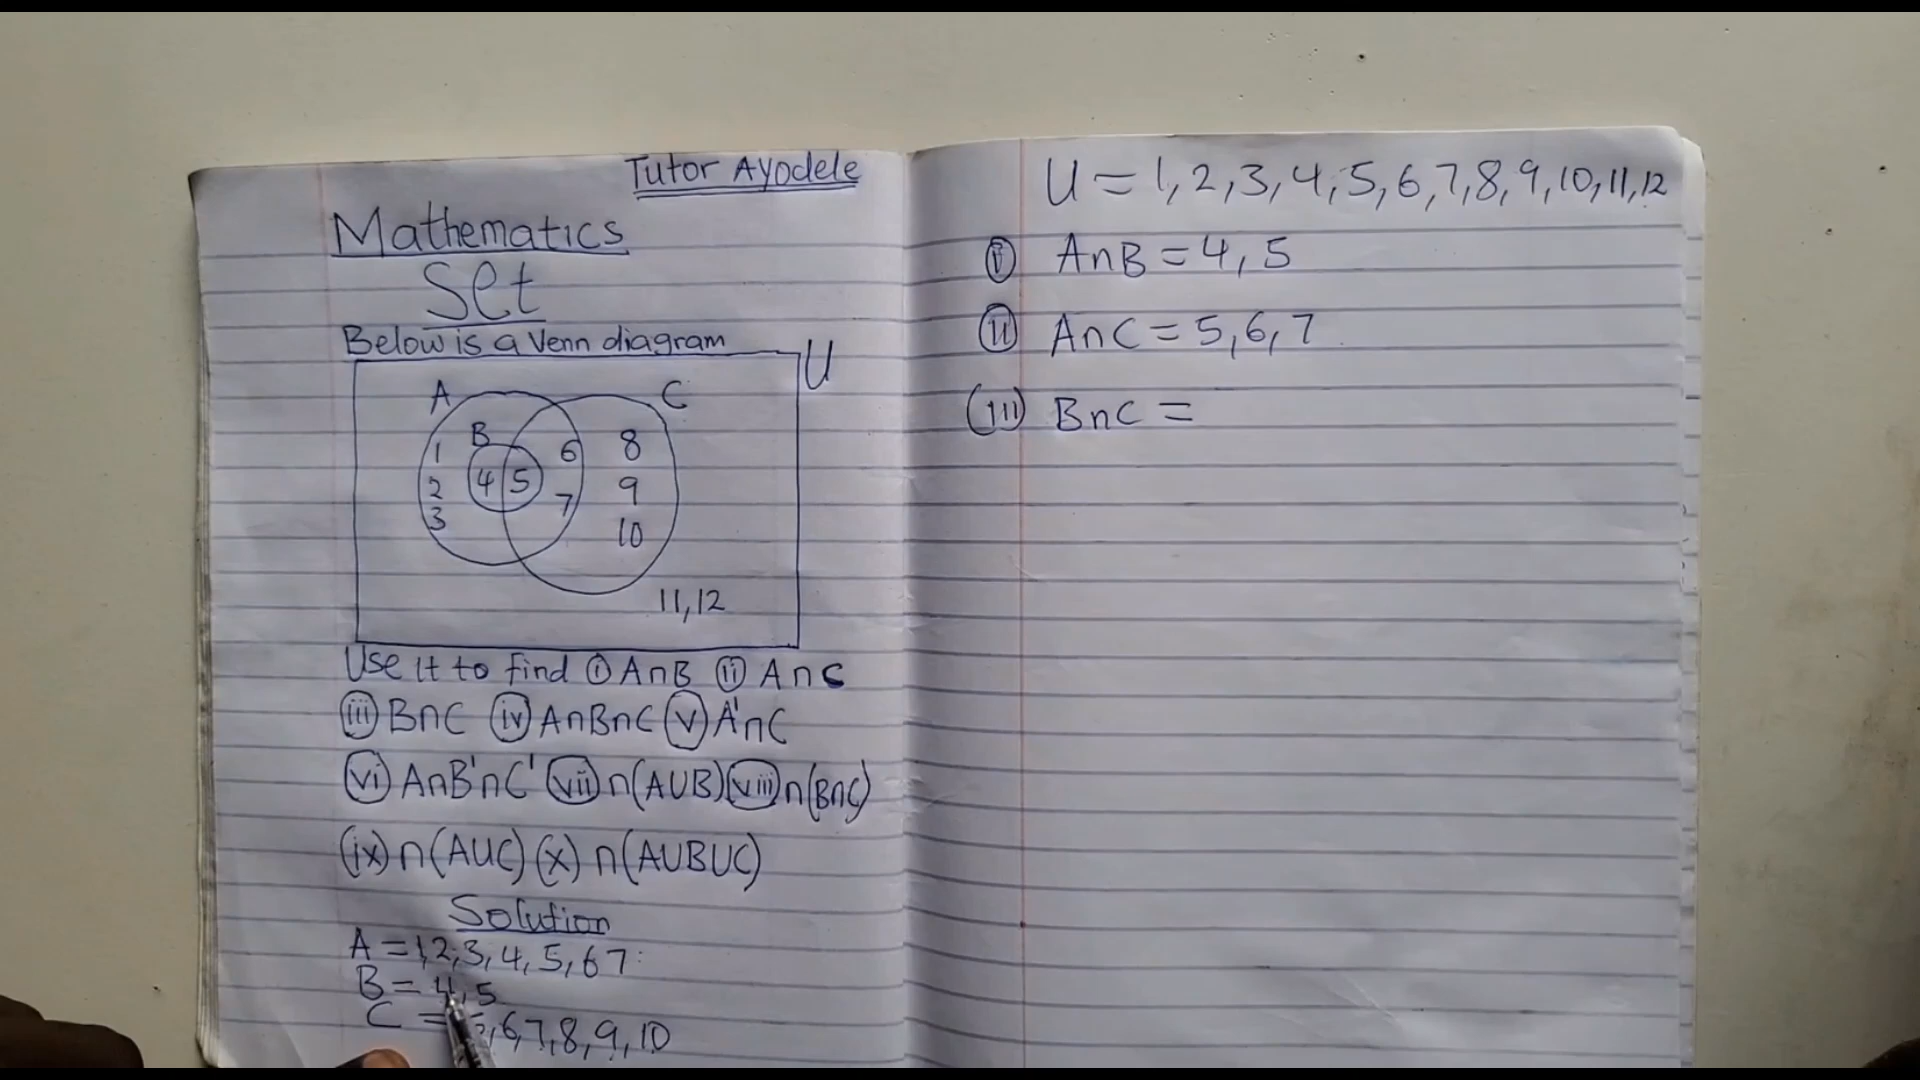 Tutor Ayodele
Mathematics
Set
Below is a Venn diagram
U
A C
B
1 6 8
2 4 5 9
3 7 10
11,12
Use it to find (i) A∩B (ii) A∩C
(iii) B∩C (iv) A∩B∩C (v) A'∩C
(vi) A∩B'∩C' (vii) n(AUB) (viii) n(B∩C)
(ix) n(AUC) (x) n(AUBUC)
Solution
A = 1,2,3,4,5,6 7
B = 4,5
C = 5,6,7,8,9,10
U = 1,2,3,4,5,6,7,8,9,10,11,12
(i) A∩B = 4,5
(ii) A∩C = 5,6,7
(iii) B∩C =